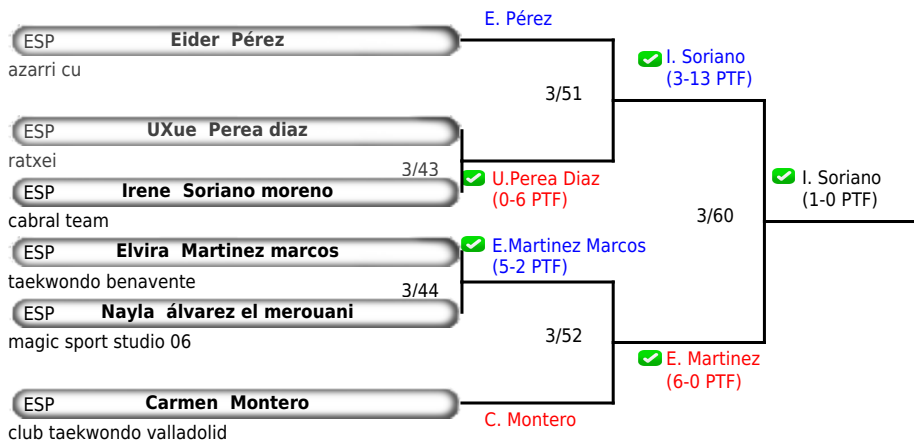 E. Pérez
ESP Eider Pérez
azarri cu
I. Soriano
(3-13 PTF)
3/51
ESP UXue Perea diaz
ratxei
3/43
U.Perea Diaz
(0-6 PTF)
ESP Irene Soriano moreno
cabral team
I. Soriano
(1-0 PTF)
3/60
ESP Elvira Martinez marcos
E.Martinez Marcos
(5-2 PTF)
taekwondo benavente
3/44
ESP Nayla álvarez el merouani
magic sport studio 06
3/52
E. Martinez
(6-0 PTF)
ESP Carmen Montero
C. Montero
club taekwondo valladolid